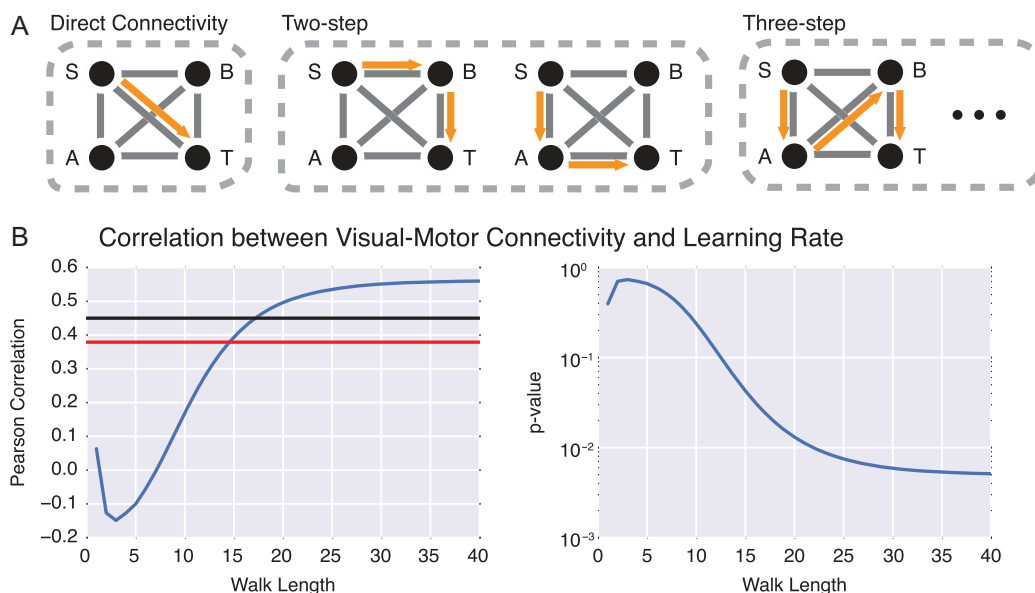 A
Direct Connectivity
Two-step
Three-step
S B
S B
S B
S B
A T
A T
A T
A T
B
Correlation between Visual-Motor Connectivity and Learning Rate
0.6
0.5
0.4
0.3
0.2
0.1
0.0
−0.1
−0.2
Pearson Correlation
0 5 10 15 20 25 30 35 40
Walk Length
10⁰
10⁻¹
10⁻²
10⁻³
p-value
0 5 10 15 20 25 30 35 40
Walk Length